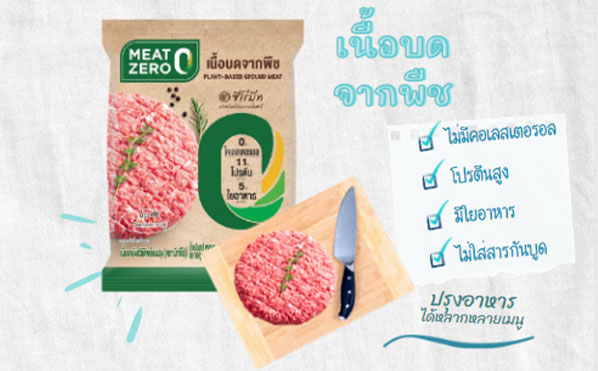 MEAT
ZERO
เนื้อบดจากพืช
PLANT-BASED GROUND MEAT
0
11
โปรตีน
5
ใยอาหาร
เนื้อบด
จากพืช
ไม่มีคอเลสเตอรอล
โปรตีนสูง
มีใยอาหาร
ไม่ใส่สารกันบูด
ปรุงอาหาร
ได้หลากหลายเมนู